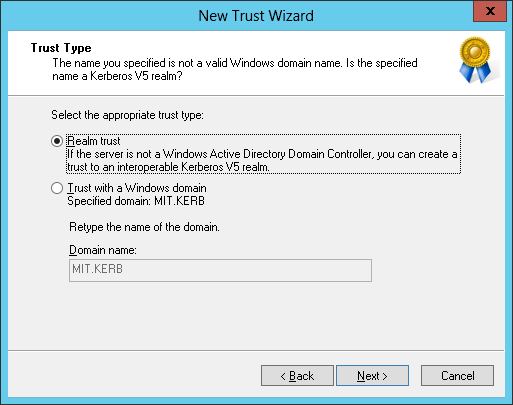 New Trust Wizard
x
Trust Type
The name you specified is not a valid Windows domain name. Is the specified
name a Kerberos V5 realm?
Select the appropriate trust type:
Realm trust
If the server is not a Windows Active Directory Domain Controller, you can create a
trust to an interoperable Kerberos V5 realm.
Trust with a Windows domain
Specified domain: MIT.KERB
Retype the name of the domain.
Domain name:
MIT.KERB
< Back
Next >
Cancel